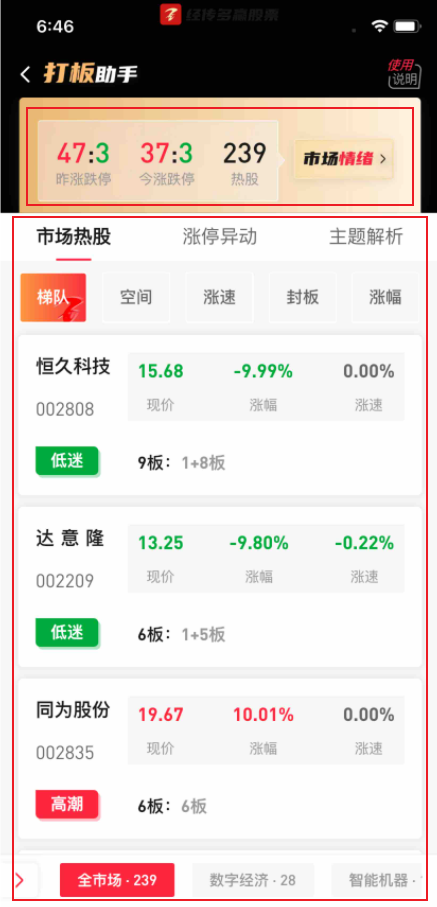 6:46
经传多赢股票
打板助手
使用
说明
47:3 37:3 239
昨涨跌停 今涨跌停 热股
市场情绪 >
市场热股 涨停异动 主题解析
梯队 空间 涨速 封板 涨幅
恒久科技 15.68 -9.99% 0.00%
002808 现价 涨幅 涨速
低迷 9板： 1+8板
达意隆 13.25 -9.80% -0.22%
002209 现价 涨幅 涨速
低迷 6板： 1+5板
同为股份 19.67 10.01% 0.00%
002835 现价 涨幅 涨速
高潮 6板： 6板
全市场 · 239 数字经济 · 28 智能机器 ·